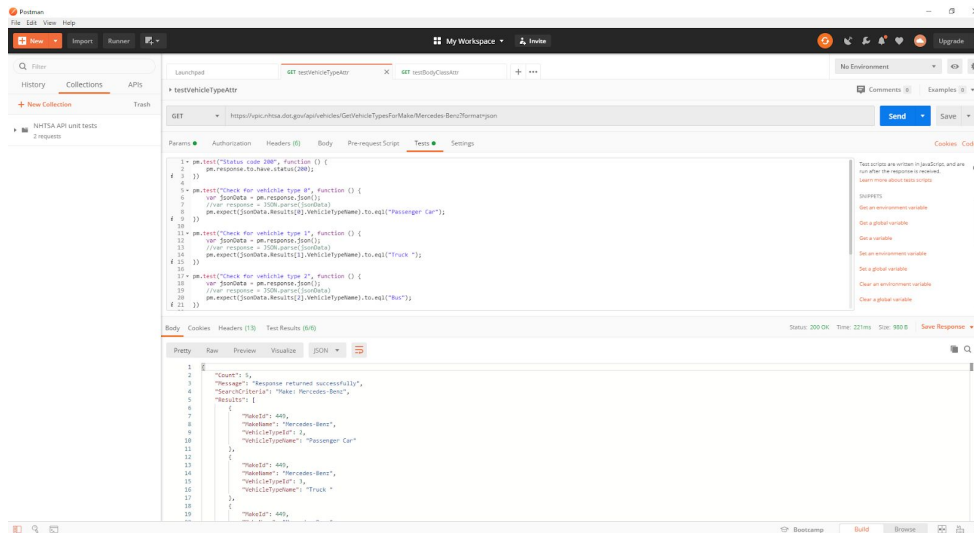 Postman
File Edit View Help
New Import Runner My Workspace Invite Upgrade
Filter
History Collections APIs
+ New Collection Trash
NHTSA API unit tests
2 requests
Launchpad GET testVehicleTypeAttr GET testBodyClassAttr No Environment
testVehicleTypeAttr Comments 0 Examples 0
GET https://vpic.nhtsa.dot.gov/api/vehicles/GetVehicleTypesForMake/Mercedes-Benz?format=json Send Save
Params Authorization Headers (6) Body Pre-request Script Tests Settings Cookies Code
1 pm.test("Status code 200", function () {
2 pm.response.to.have.status(200);
i 3 })
4
5 pm.test("Check for vehichle type 0", function () {
6 var jsonData = pm.response.json();
7 //var response = JSON.parse(jsonData)
8 pm.expect(jsonData.Results[0].VehicleTypeName).to.eql("Passenger Car");
i 9 })
10
11 pm.test("Check for vehichle type 1", function () {
12 var jsonData = pm.response.json();
13 //var response = JSON.parse(jsonData)
14 pm.expect(jsonData.Results[1].VehicleTypeName).to.eql("Truck ");
i 15 })
16
17 pm.test("Check for vehichle type 2", function () {
18 var jsonData = pm.response.json();
19 //var response = JSON.parse(jsonData)
20 pm.expect(jsonData.Results[2].VehicleTypeName).to.eql("Bus");
i 21 })
Test scripts are written in JavaScript, and are
run after the response is received.
Learn more about tests scripts
SNIPPETS
Get an environment variable
Get a global variable
Get a variable
Set an environment variable
Set a global variable
Clear an environment variable
Clear a global variable
Body Cookies Headers (13) Test Results (6/6) Status: 200 OK Time: 221ms Size: 980 B Save Response
Pretty Raw Preview Visualize JSON
1 {
2 "Count": 5,
3 "Message": "Response returned successfully",
4 "SearchCriteria": "Make: Mercedes-Benz",
5 "Results": [
6 {
7 "MakeId": 449,
8 "MakeName": "Mercedes-Benz",
9 "VehicleTypeId": 2,
10 "VehicleTypeName": "Passenger Car"
11 },
12 {
13 "MakeId": 449,
14 "MakeName": "Mercedes-Benz",
15 "VehicleTypeId": 3,
16 "VehicleTypeName": "Truck "
17 },
18 {
19 "MakeId": 449,
Bootcamp Build Browse